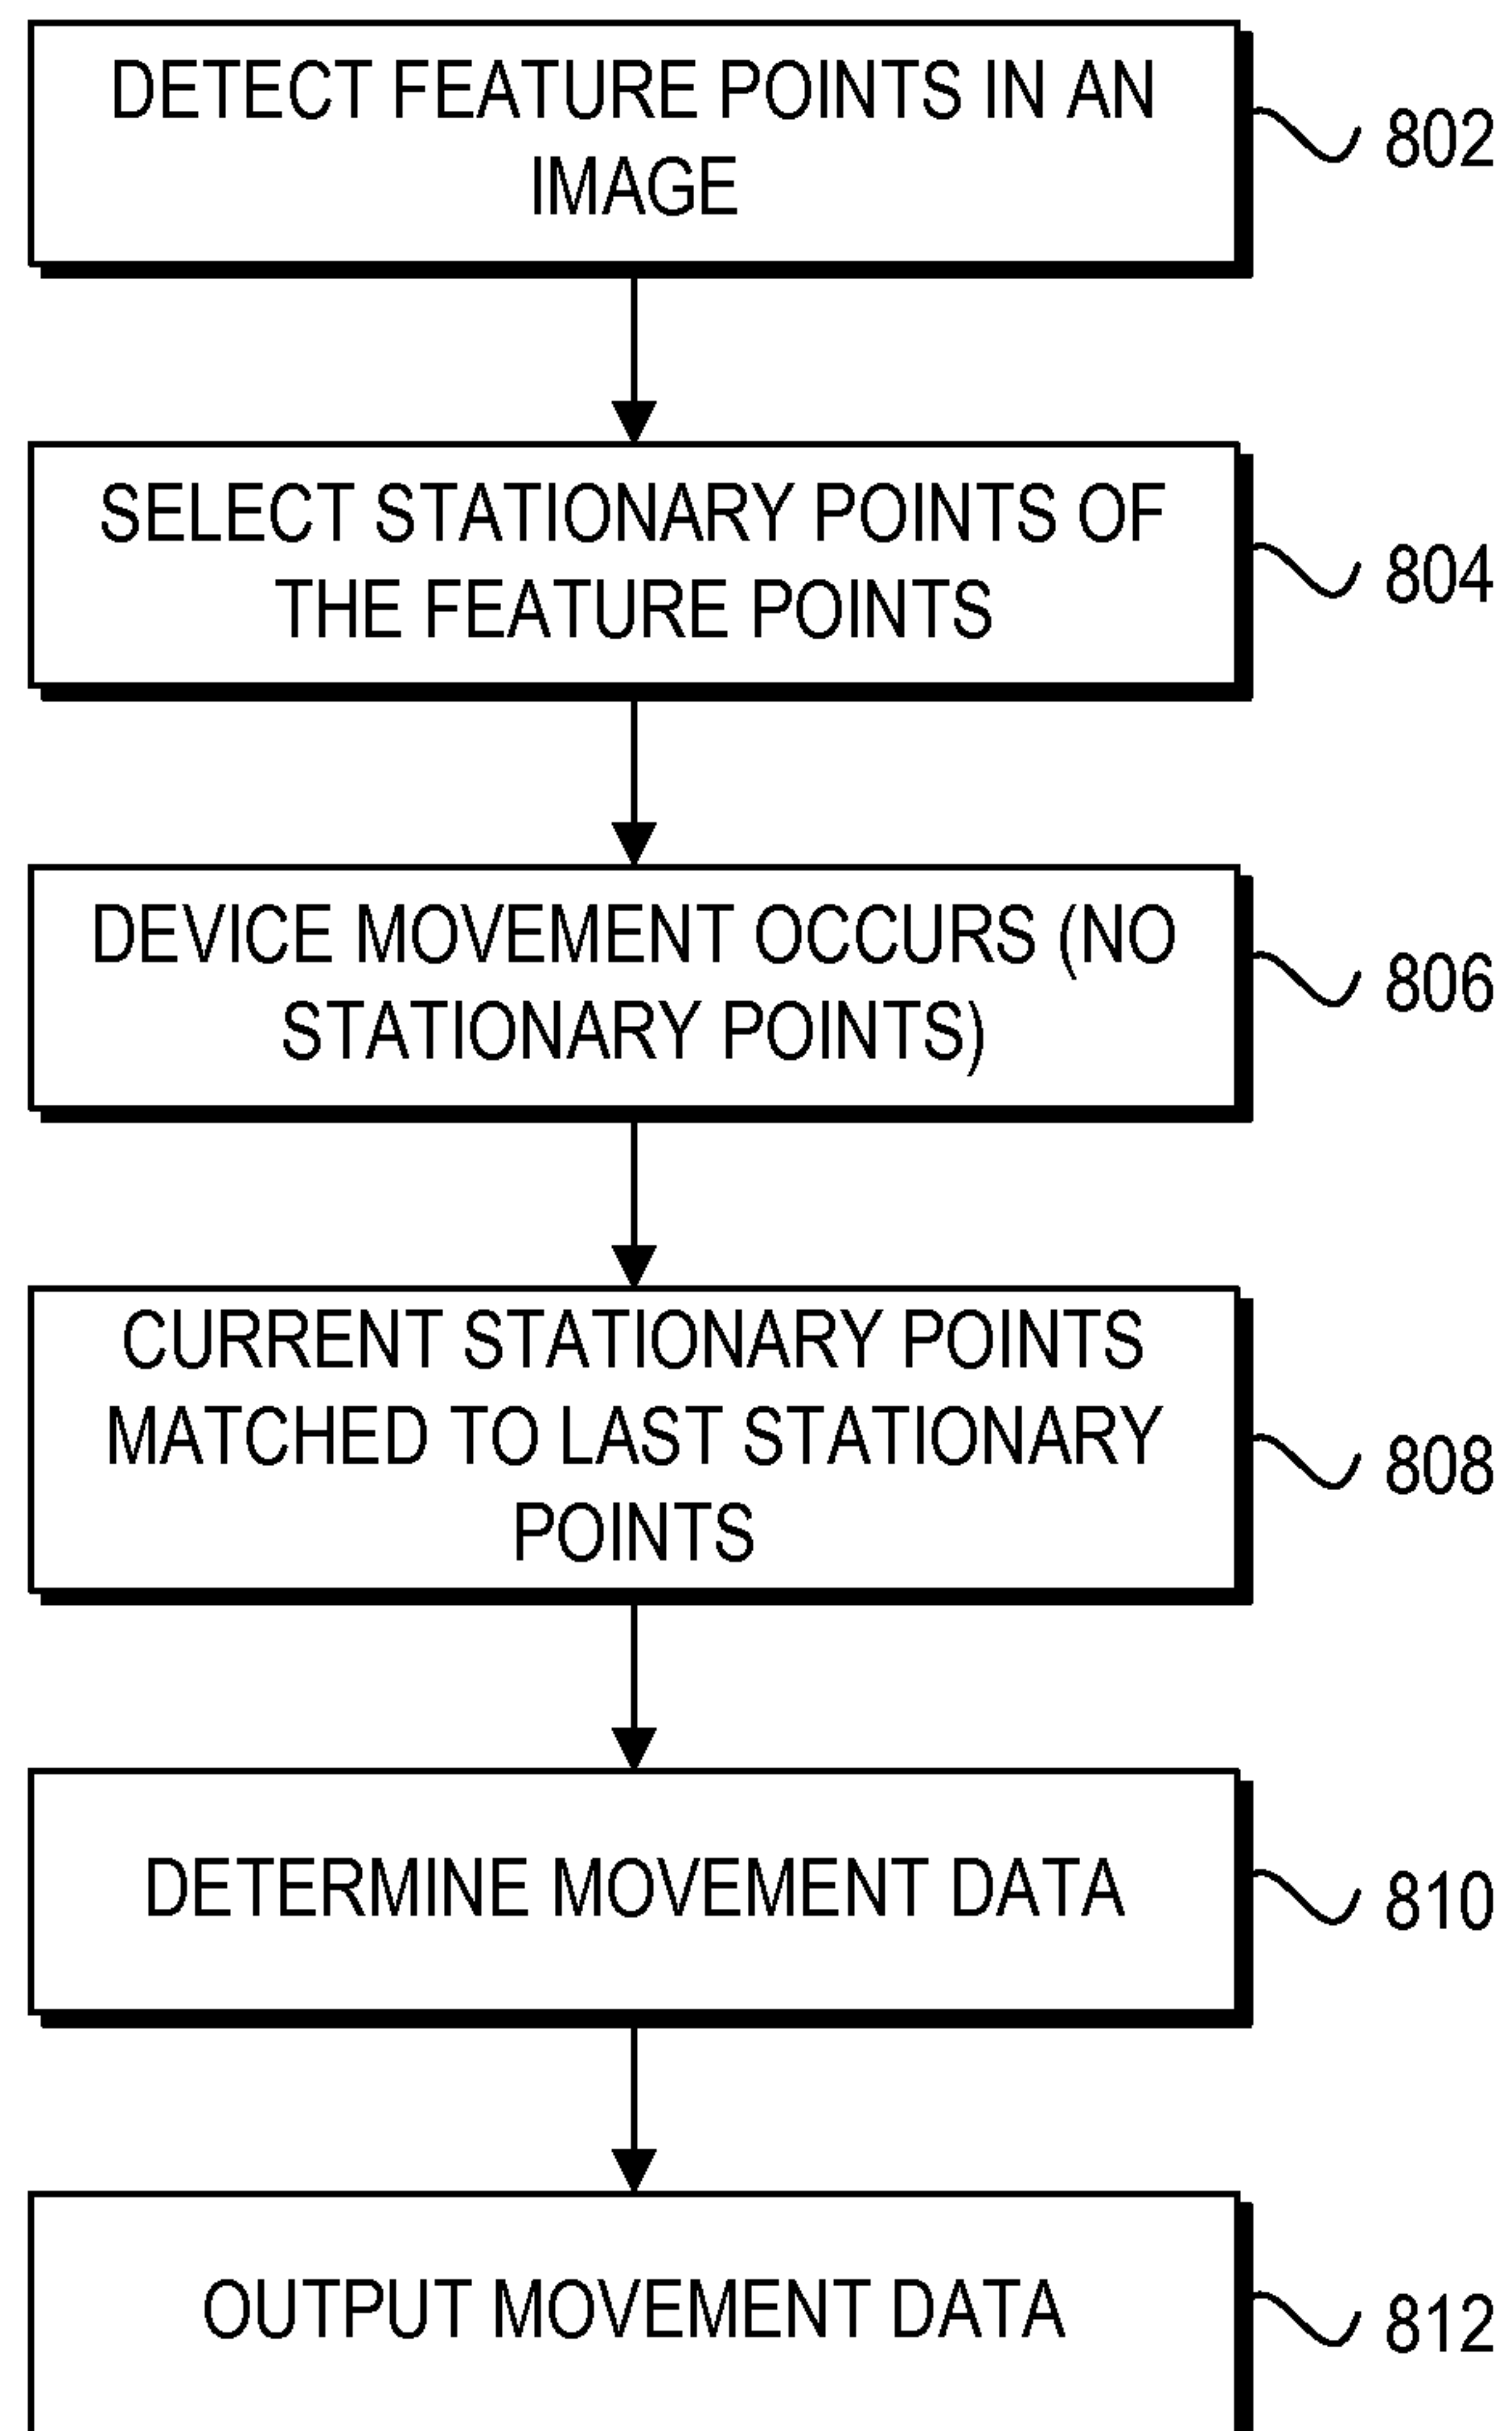 DETECT FEATURE POINTS IN AN
IMAGE
802
SELECT STATIONARY POINTS OF
THE FEATURE POINTS
804
DEVICE MOVEMENT OCCURS (NO
STATIONARY POINTS)
806
CURRENT STATIONARY POINTS
MATCHED TO LAST STATIONARY
POINTS
808
DETERMINE MOVEMENT DATA
810
OUTPUT MOVEMENT DATA
812